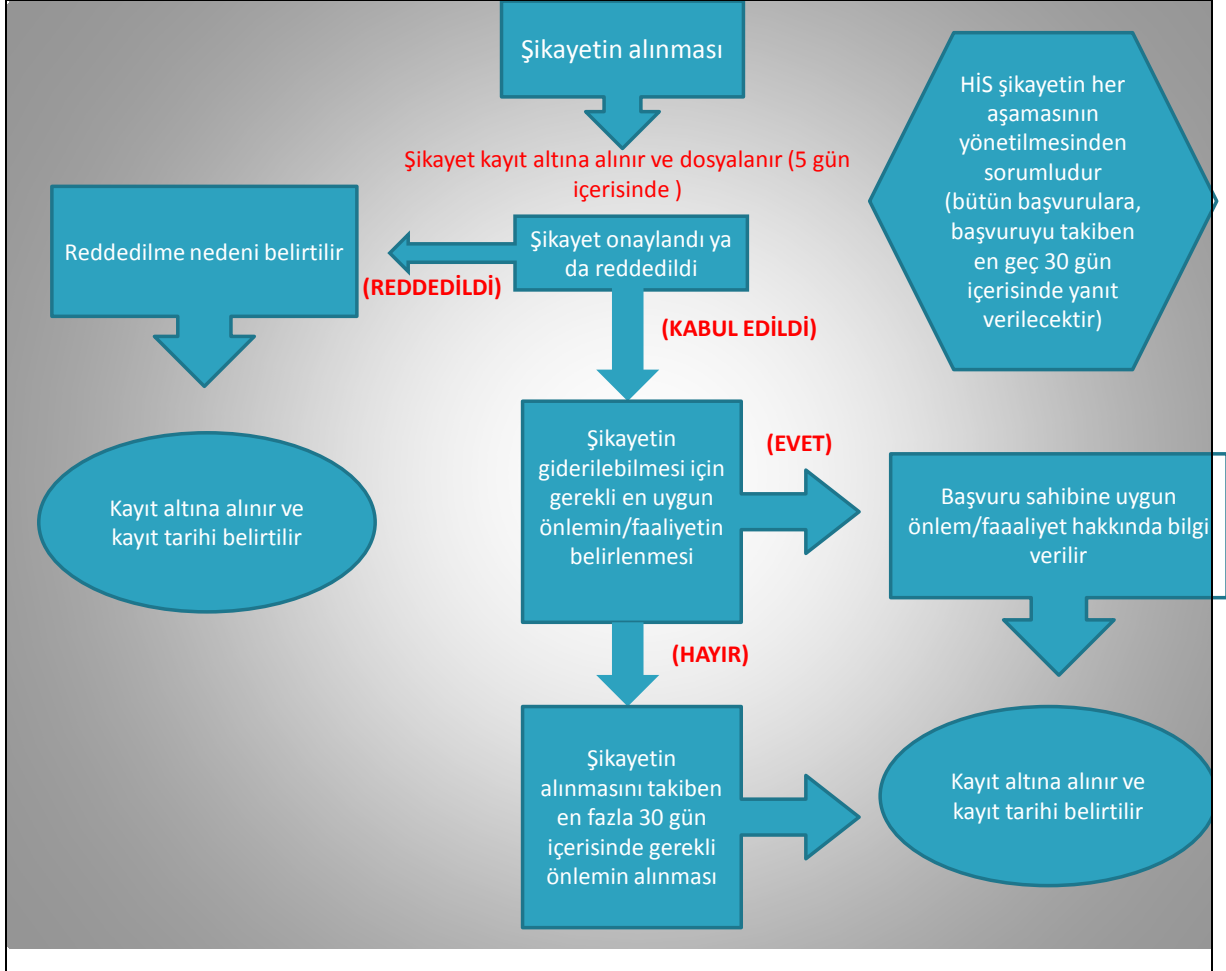 Şikayetin alınması
Şikayet kayıt altına alınır ve dosyalanır (5 gün
içerisinde )
Şikayet onaylandı ya
da reddedildi
(REDDEDİLDİ)
Reddedilme nedeni belirtilir
Kayıt altına alınır ve
kayıt tarihi belirtilir
(KABUL EDİLDİ)
Şikayetin
giderilebilmesi için
gerekli en uygun
önlemin/faaliyetin
belirlenmesi
(EVET)
Başvuru sahibine uygun
önlem/faaaliyet hakkında bilgi
verilir
(HAYIR)
Şikayetin
alınmasını takiben
en fazla 30 gün
içerisinde gerekli
önlemin alınması
Kayıt altına alınır ve
kayıt tarihi belirtilir
HİS şikayetin her
aşamasının
yönetilmesinden
sorumludur
(bütün başvurulara,
başvuruyu takiben
en geç 30 gün
içerisinde yanıt
verilecektir)